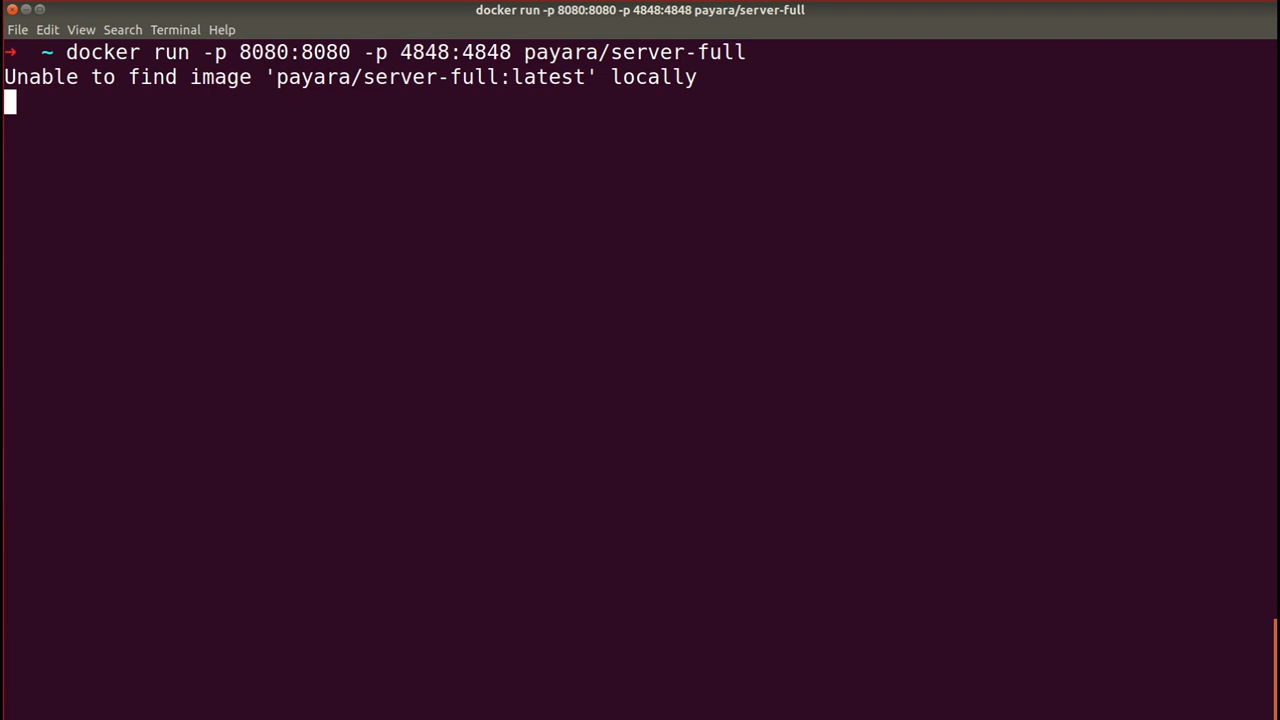 docker run -p 8080:8080 -p 4848:4848 payara/server-full
File Edit View Search Terminal Help
➜ ~ docker run -p 8080:8080 -p 4848:4848 payara/server-full
Unable to find image 'payara/server-full:latest' locally